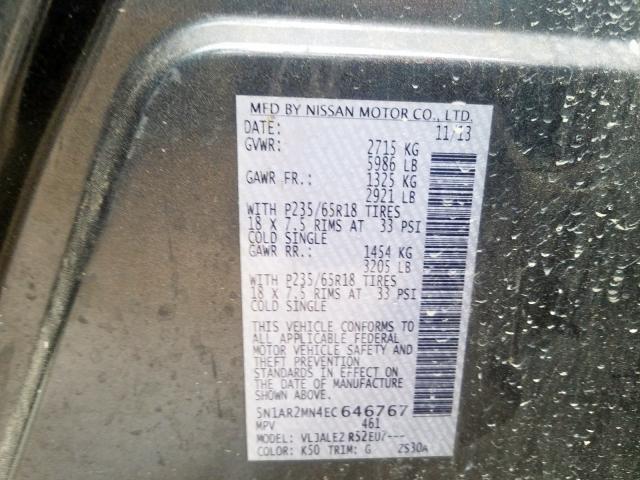 MFD BY NISSAN MOTOR CO., LTD.
DATE: 11/13
GVWR: 2715 KG
5986 LB
GAWR FR.: 1325 KG
2921 LB
WITH P235/65R18 TIRES
18 X 7.5 RIMS AT 33 PSI
COLD SINGLE
GAWR RR.: 1454 KG
3205 LB
WITH P235/65R18 TIRES
18 X 7.5 RIMS AT 33 PSI
COLD SINGLE
THIS VEHICLE CONFORMS TO
ALL APPLICABLE FEDERAL
MOTOR VEHICLE SAFETY AND
THEFT PREVENTION
STANDARDS IN EFFECT ON
THE DATE OF MANUFACTURE
SHOWN ABOVE.
5N1AR2MN4EC646767
MPV 461
MODEL: VLJALE2 R52EU7---
COLOR: K50 TRIM: G ZS30A